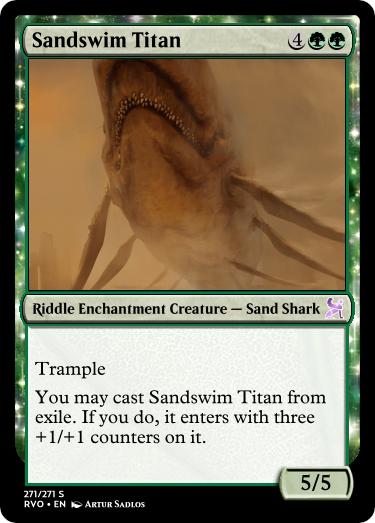 Sandswim Titan 4
Riddle Enchantment Creature — Sand Shark
Trample
You may cast Sandswim Titan from
exile. If you do, it enters with three
+1/+1 counters on it.
5/5
271/271 S
RVO • EN Artur Sadlos